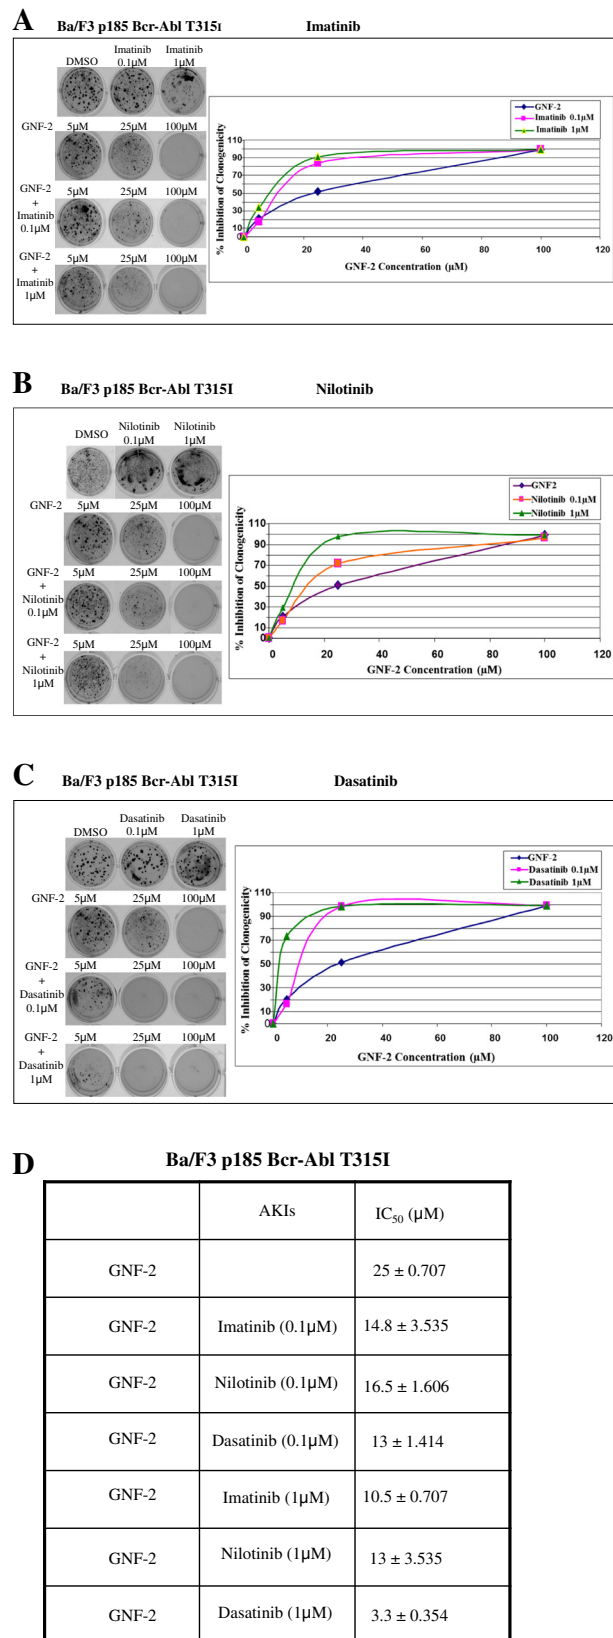 A
Ba/F3 p185 Bcr-Abl T315I
Imatinib
DMSO
Imatinib
0.1µM
Imatinib
1µM
GNF-2
5µM
25µM
100µM
GNF-2
+
Imatinib
0.1µM
5µM
25µM
100µM
GNF-2
+
Imatinib
1µM
5µM
25µM
100µM
GNF-2
Imatinib 0.1µM
Imatinib 1µM
% Inhibition of Clonogenicity
110
90
70
50
30
10
0
0 20 40 60 80 100 120
GNF-2 Concentration (µM)
B
Ba/F3 p185 Bcr-Abl T315I
Nilotinib
DMSO
Nilotinib
0.1µM
Nilotinib
1µM
GNF-2
5µM
25µM
100µM
GNF-2
+
Nilotinib
0.1µM
5µM
25µM
100µM
GNF-2
+
Nilotinib
1µM
5µM
25µM
100µM
GNF2
Nilotinib 0.1µM
Nilotinib 1µM
% Inhibition of Clonogenicity
110
90
70
50
30
10
0
0 20 40 60 80 100 120
GNF-2 Concentration (µM)
C
Ba/F3 p185 Bcr-Abl T315I
Dasatinib
DMSO
Dasatinib
0.1µM
Dasatinib
1µM
GNF-2
5µM
25µM
100µM
GNF-2
+
Dasatinib
0.1µM
5µM
25µM
100µM
GNF-2
+
Dasatinib
1µM
5µM
25µM
100µM
GNF-2
Dasatinib 0.1µM
Dasatinib 1µM
% Inhibition of Clonogenicity
110
90
70
50
30
10
0
0 20 40 60 80 100 120
GNF-2 Concentration (µM)
D
Ba/F3 p185 Bcr-Abl T315I
AKIs IC50 (µM)
GNF-2 25 ± 0.707
GNF-2 Imatinib (0.1µM) 14.8 ± 3.535
GNF-2 Nilotinib (0.1µM) 16.5 ± 1.606
GNF-2 Dasatinib (0.1µM) 13 ± 1.414
GNF-2 Imatinib (1µM) 10.5 ± 0.707
GNF-2 Nilotinib (1µM) 13 ± 3.535
GNF-2 Dasatinib (1µM) 3.3 ± 0.354